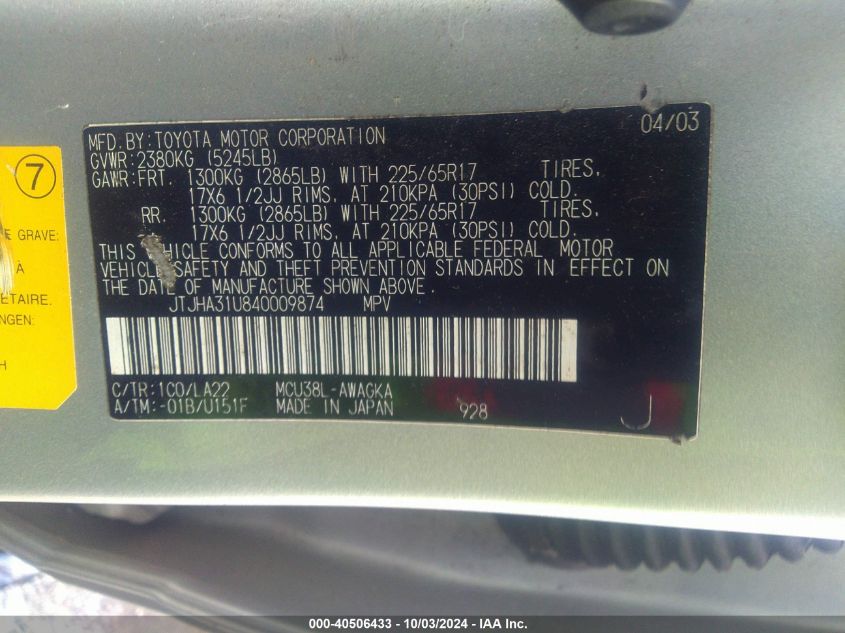 04/03
MFD.BY:TOYOTA MOTOR CORPORATION
GVWR:2380KG (5245LB)
GAWR:FRT. 1300KG (2865LB) WITH 225/65R17 TIRES,
17X6 1/2JJ RIMS, AT 210KPA (30PSI) COLD.
RR. 1300KG (2865LB) WITH 225/65R17 TIRES,
17X6 1/2JJ RIMS, AT 210KPA (30PSI) COLD.
THIS VEHICLE CONFORMS TO ALL APPLICABLE FEDERAL MOTOR
VEHICLE SAFETY AND THEFT PREVENTION STANDARDS IN EFFECT ON
THE DATE OF MANUFACTURE SHOWN ABOVE.
JTJHA31U840009874 MPV
C/TR:1C0/LA22 MCU38L-AWAGKA
A/TM:-01B/U151F MADE IN JAPAN 928 J
7
E GRAVE:
À
ETAIRE.
NGEN:
H
000-40506433 - 10/03/2024 - IAA Inc.